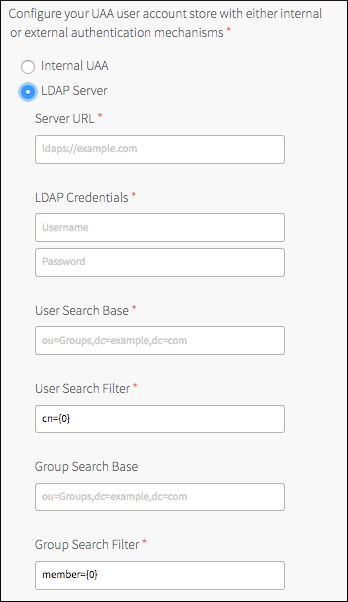 Configure your UAA user account store with either internal
or external authentication mechanisms *
Internal UAA
LDAP Server
Server URL *
ldaps://example.com
LDAP Credentials *
Username
Password
User Search Base *
ou=Groups,dc=example,dc=com
User Search Filter *
cn={0}
Group Search Base
ou=Groups,dc=example,dc=com
Group Search Filter *
member={0}